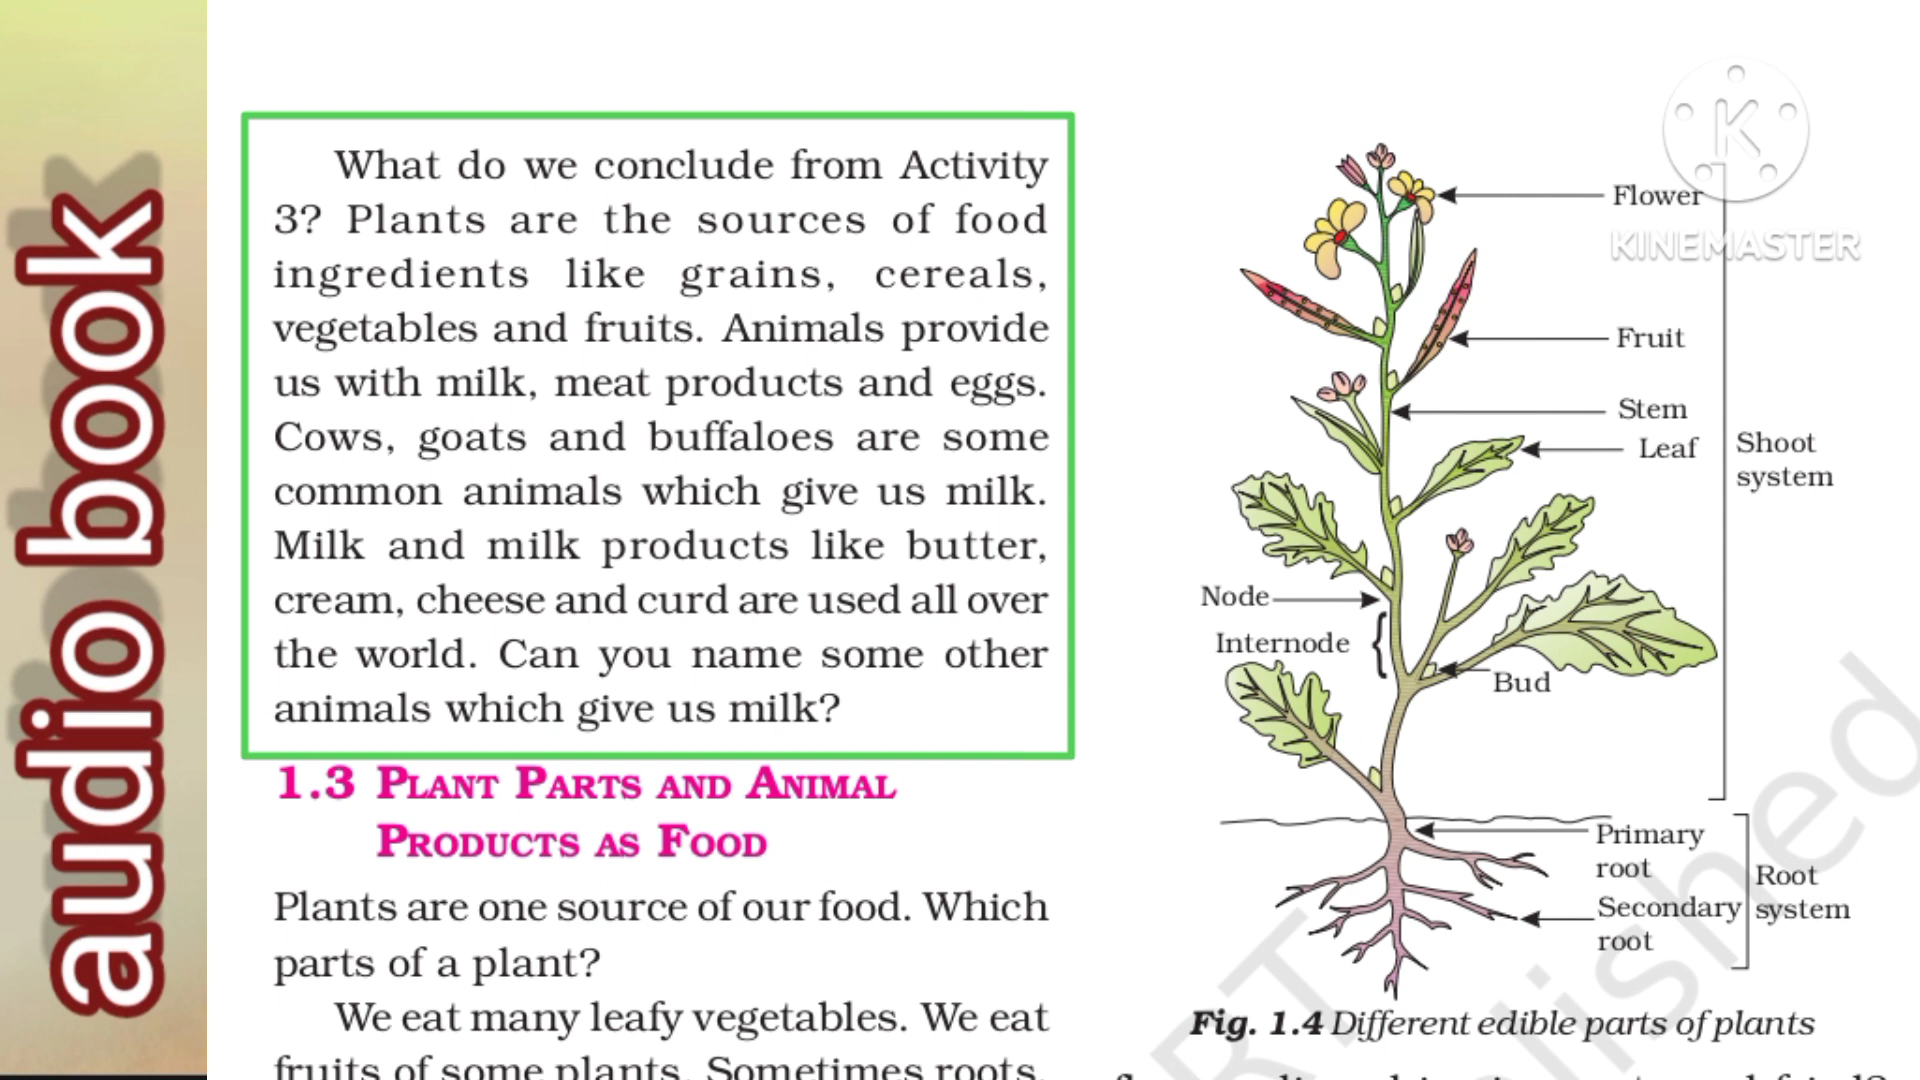 audio book
What do we conclude from Activity
3? Plants are the sources of food
ingredients like grains, cereals,
vegetables and fruits. Animals provide
us with milk, meat products and eggs.
Cows, goats and buffaloes are some
common animals which give us milk.
Milk and milk products like butter,
cream, cheese and curd are used all over
the world. Can you name some other
animals which give us milk?
1.3 PLANT PARTS AND ANIMAL
PRODUCTS AS FOOD
Plants are one source of our food. Which
parts of a plant?
We eat many leafy vegetables. We eat
fruits of some plants. Sometimes roots,
K
KINEMASTER
Flower
Fruit
Stem
Leaf
Shoot
system
Node
Internode
Bud
Primary
root
Secondary
root
Root
system
Fig. 1.4 Different edible parts of plants